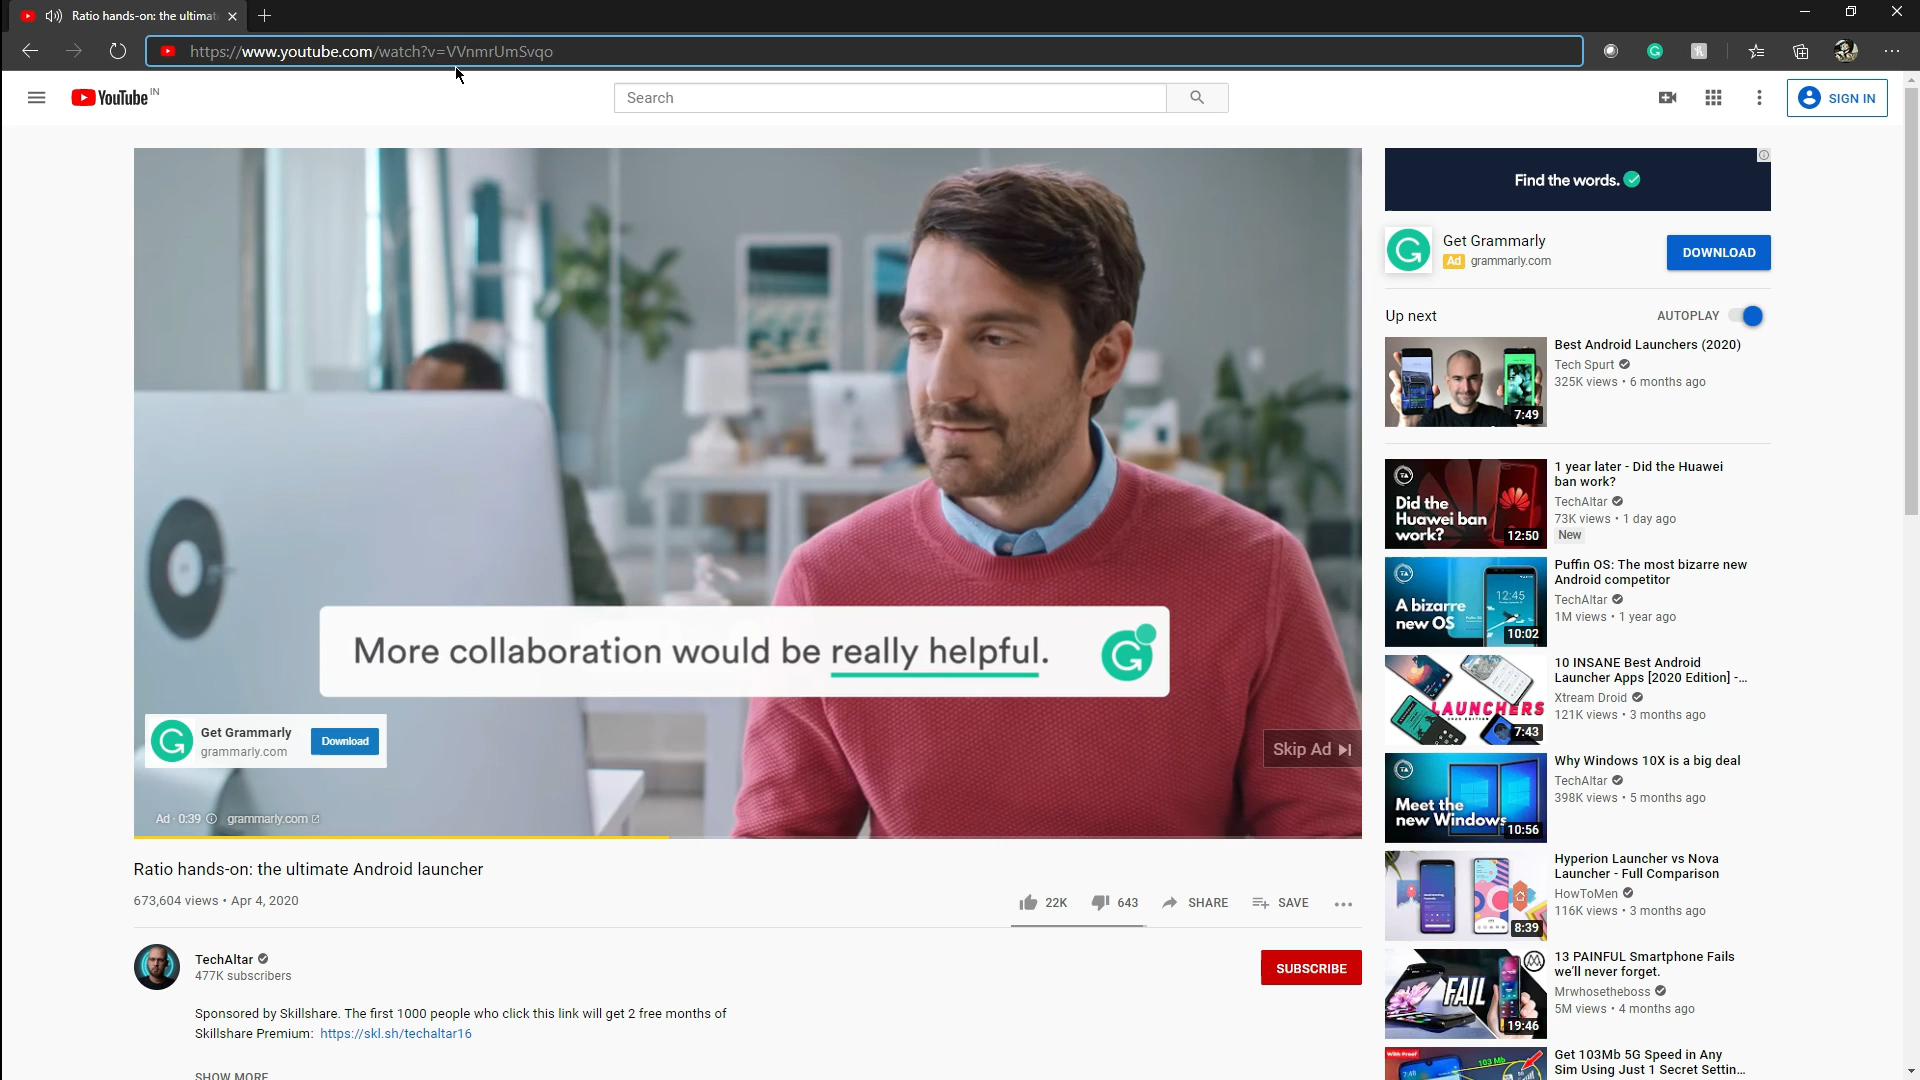 Ratio hands-on: the ultimat
https://www.youtube.com/watch?v=VVnmrUmSvqo
YouTube IN
Search
SIGN IN
More collaboration would be really helpful.
Get Grammarly
grammarly.com
Download
Skip Ad
Ad · 0:39
grammarly.com
Ratio hands-on: the ultimate Android launcher
673,604 views • Apr 4, 2020
22K
643
SHARE
SAVE
TechAltar
477K subscribers
SUBSCRIBE
Sponsored by Skillshare. The first 1000 people who click this link will get 2 free months of
Skillshare Premium: https://skl.sh/techaltar16
SHOW MORE
Find the words.
Get Grammarly
Ad grammarly.com
DOWNLOAD
Up next
AUTOPLAY
7:49
Best Android Launchers (2020)
Tech Spurt
325K views • 6 months ago
TA
Did the
Huawei ban
work?
12:50
1 year later - Did the Huawei
ban work?
TechAltar
73K views • 1 day ago
New
TA
A bizarre
new OS
12:45
10:02
Puffin OS: The most bizarre new
Android competitor
TechAltar
1M views • 1 year ago
LAUNCHERS
7:43
10 INSANE Best Android
Launcher Apps [2020 Edition] -...
Xtream Droid
121K views • 3 months ago
TA
Meet the
new Windows
10:56
Why Windows 10X is a big deal
TechAltar
398K views • 5 months ago
8:39
Hyperion Launcher vs Nova
Launcher - Full Comparison
HowToMen
116K views • 3 months ago
FAIL
19:46
13 PAINFUL Smartphone Fails
we'll never forget.
Mrwhosetheboss
5M views • 4 months ago
With Proof
103 Mb
Get 103Mb 5G Speed in Any
Sim Using Just 1 Secret Settin...